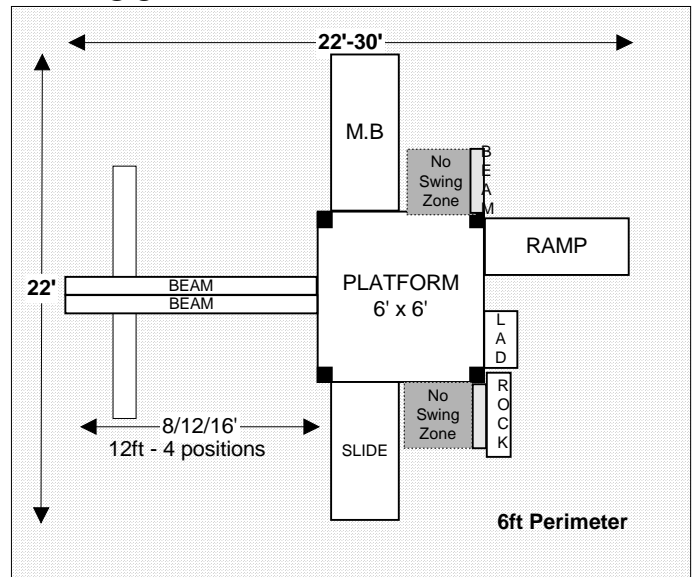 22'-30'
M.B
No
Swing
Zone
B
E
A
M
RAMP
PLATFORM
6' x 6'
22'
BEAM
BEAM
L
A
D
8/12/16'
12ft - 4 positions
SLIDE
No
Swing
Zone
R
O
C
K
6ft Perimeter